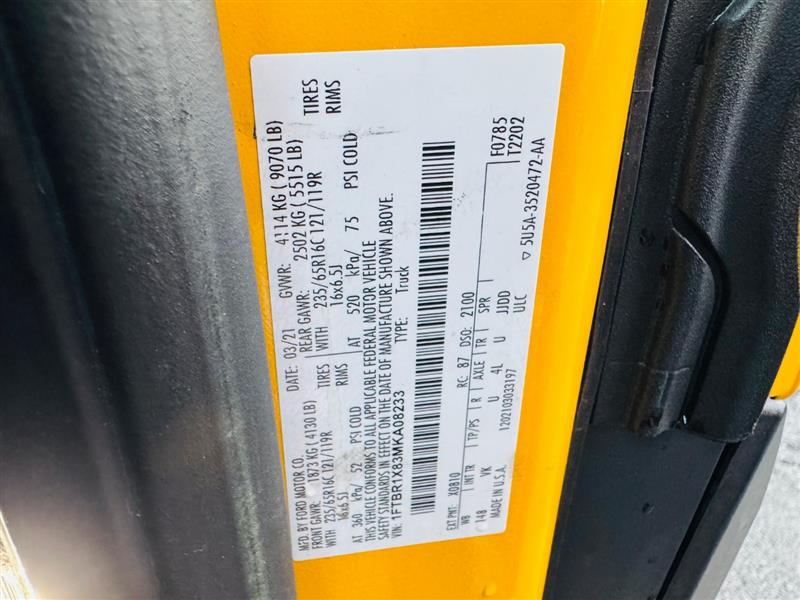 MFD. BY FORD MOTOR CO.
DATE: 03/21 GVWR: 4114 KG ( 9070 LB)
FRONT GAWR: 1873 KG ( 4130 LB) REAR GAWR: 2502 KG ( 5515 LB)
WITH 235/65R16C 121/119R TIRES WITH 235/65R16C 121/119R TIRES
16x6.5J RIMS 16x6.5J RIMS
AT 360 kPa/ 52 PSI COLD AT 520 kPa/ 75 PSI COLD
THIS VEHICLE CONFORMS TO ALL APPLICABLE FEDERAL MOTOR VEHICLE
SAFETY STANDARDS IN EFFECT ON THE DATE OF MANUFACTURE SHOWN ABOVE.
VIN: 1FTBR1X83MKA08233 TYPE: Truck
F0785
T2202
EXT PNT: XD810 RC: 87 DSO: 2100
WB INT TR TP/PS R AXLE TR SPR
148 VK U 4L U JJDD
MADE IN U.S.A. 1202103033197 ULC
▽ 5U5A-3520472-AA